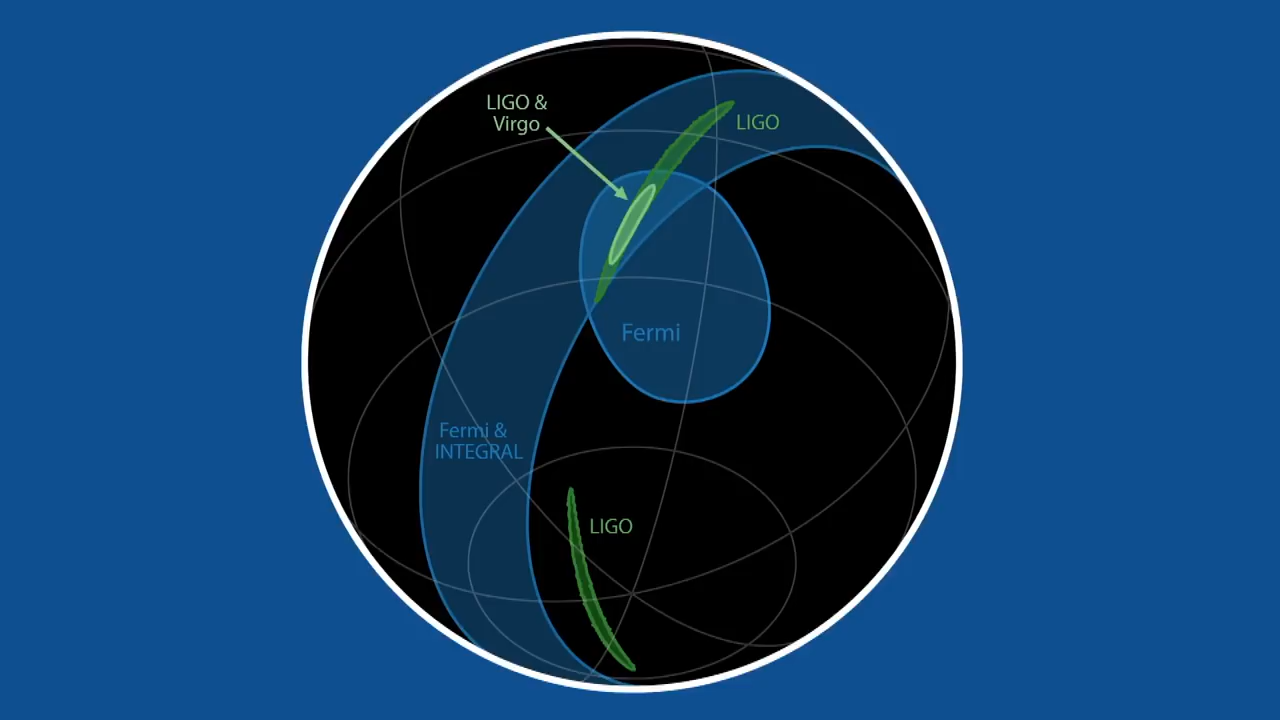 LIGO &
Virgo
LIGO
Fermi
Fermi &
INTEGRAL
LIGO